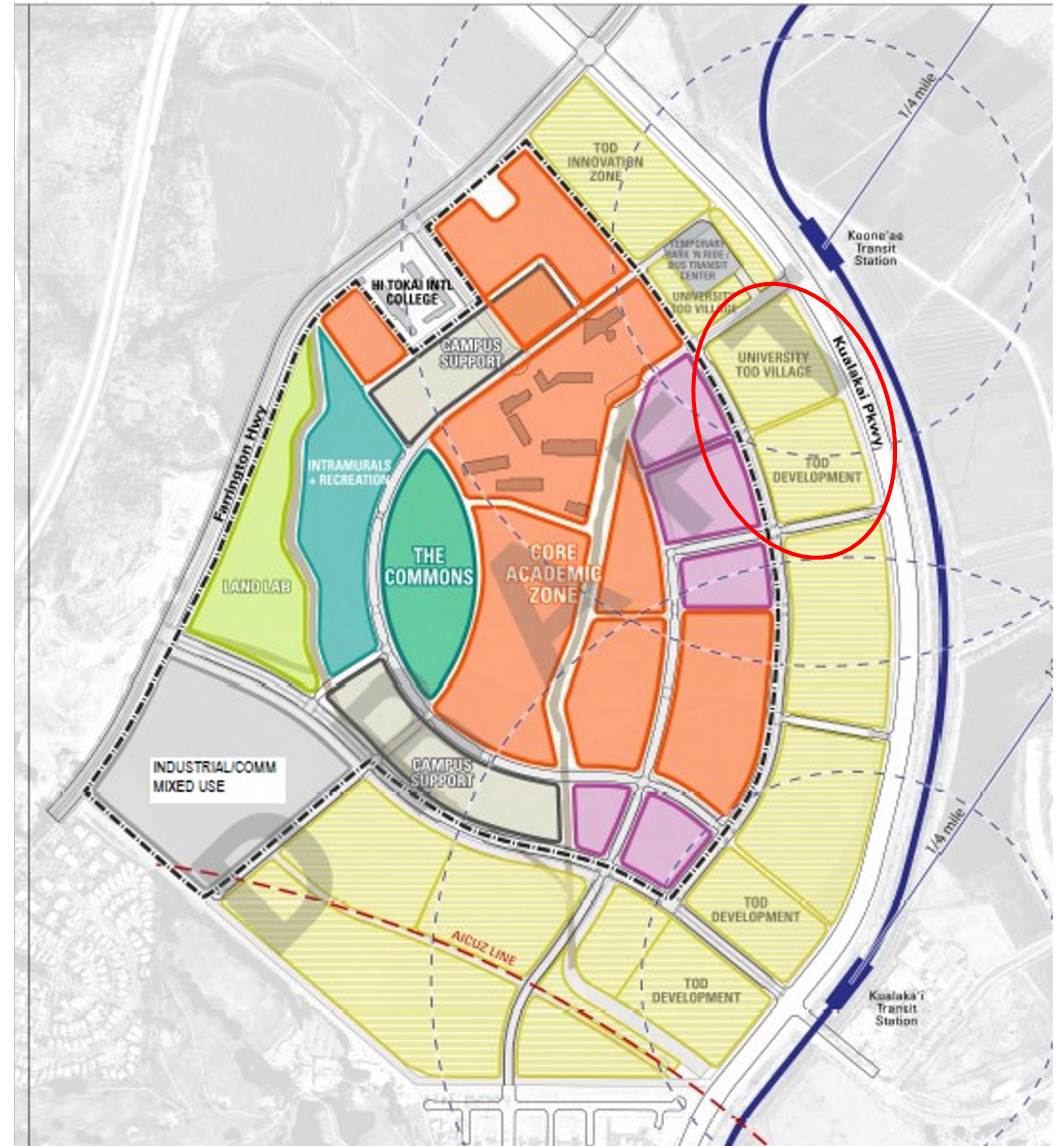 1/4 mile
TOD
INNOVATION
ZONE
Keone'ae
Transit
Station
TEMPORARY
PARK 'N RIDE /
BUS TRANSIT
CENTER
UNIVERSITY
TOD VILLAGE
HI TOKAI INTL
COLLEGE
CAMPUS
SUPPORT
UNIVERSITY
TOD VILLAGE
Kualakai Pkwy
Farrington Hwy
INTRAMURALS
+ RECREATION
TOD
DEVELOPMENT
THE
COMMONS
CORE
ACADEMIC
ZONE
LAND LAB
DRAFT
INDUSTRIAL/COMM
MIXED USE
CAMPUS
SUPPORT
1/4 mile
TOD
DEVELOPMENT
AICUZ LINE
TOD
DEVELOPMENT
Kualaka'i
Transit
Station